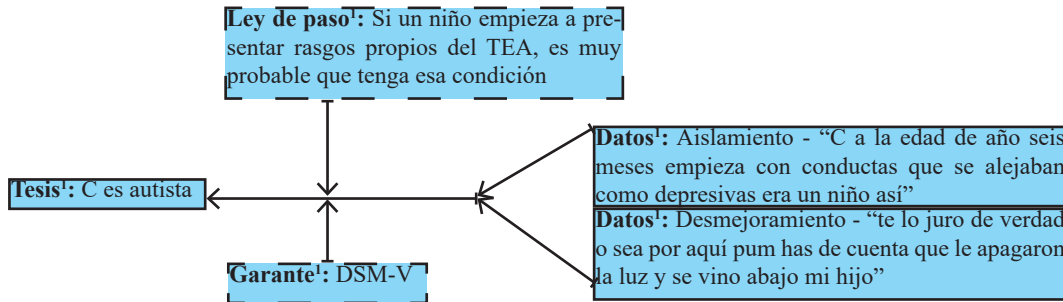 Ley de paso¹: Si un niño empieza a pre-
sentar rasgos propios del TEA, es muy
probable que tenga esa condición
Datos¹: Aislamiento - “C a la edad de año seis
meses empieza con conductas que se alejaban
como depresivas era un niño así”
Tesis¹: C es autista
Datos¹: Desmejoramiento - “te lo juro de verdad
o sea por aquí pum has de cuenta que le apagaron
la luz y se vino abajo mi hijo”
Garante¹: DSM-V